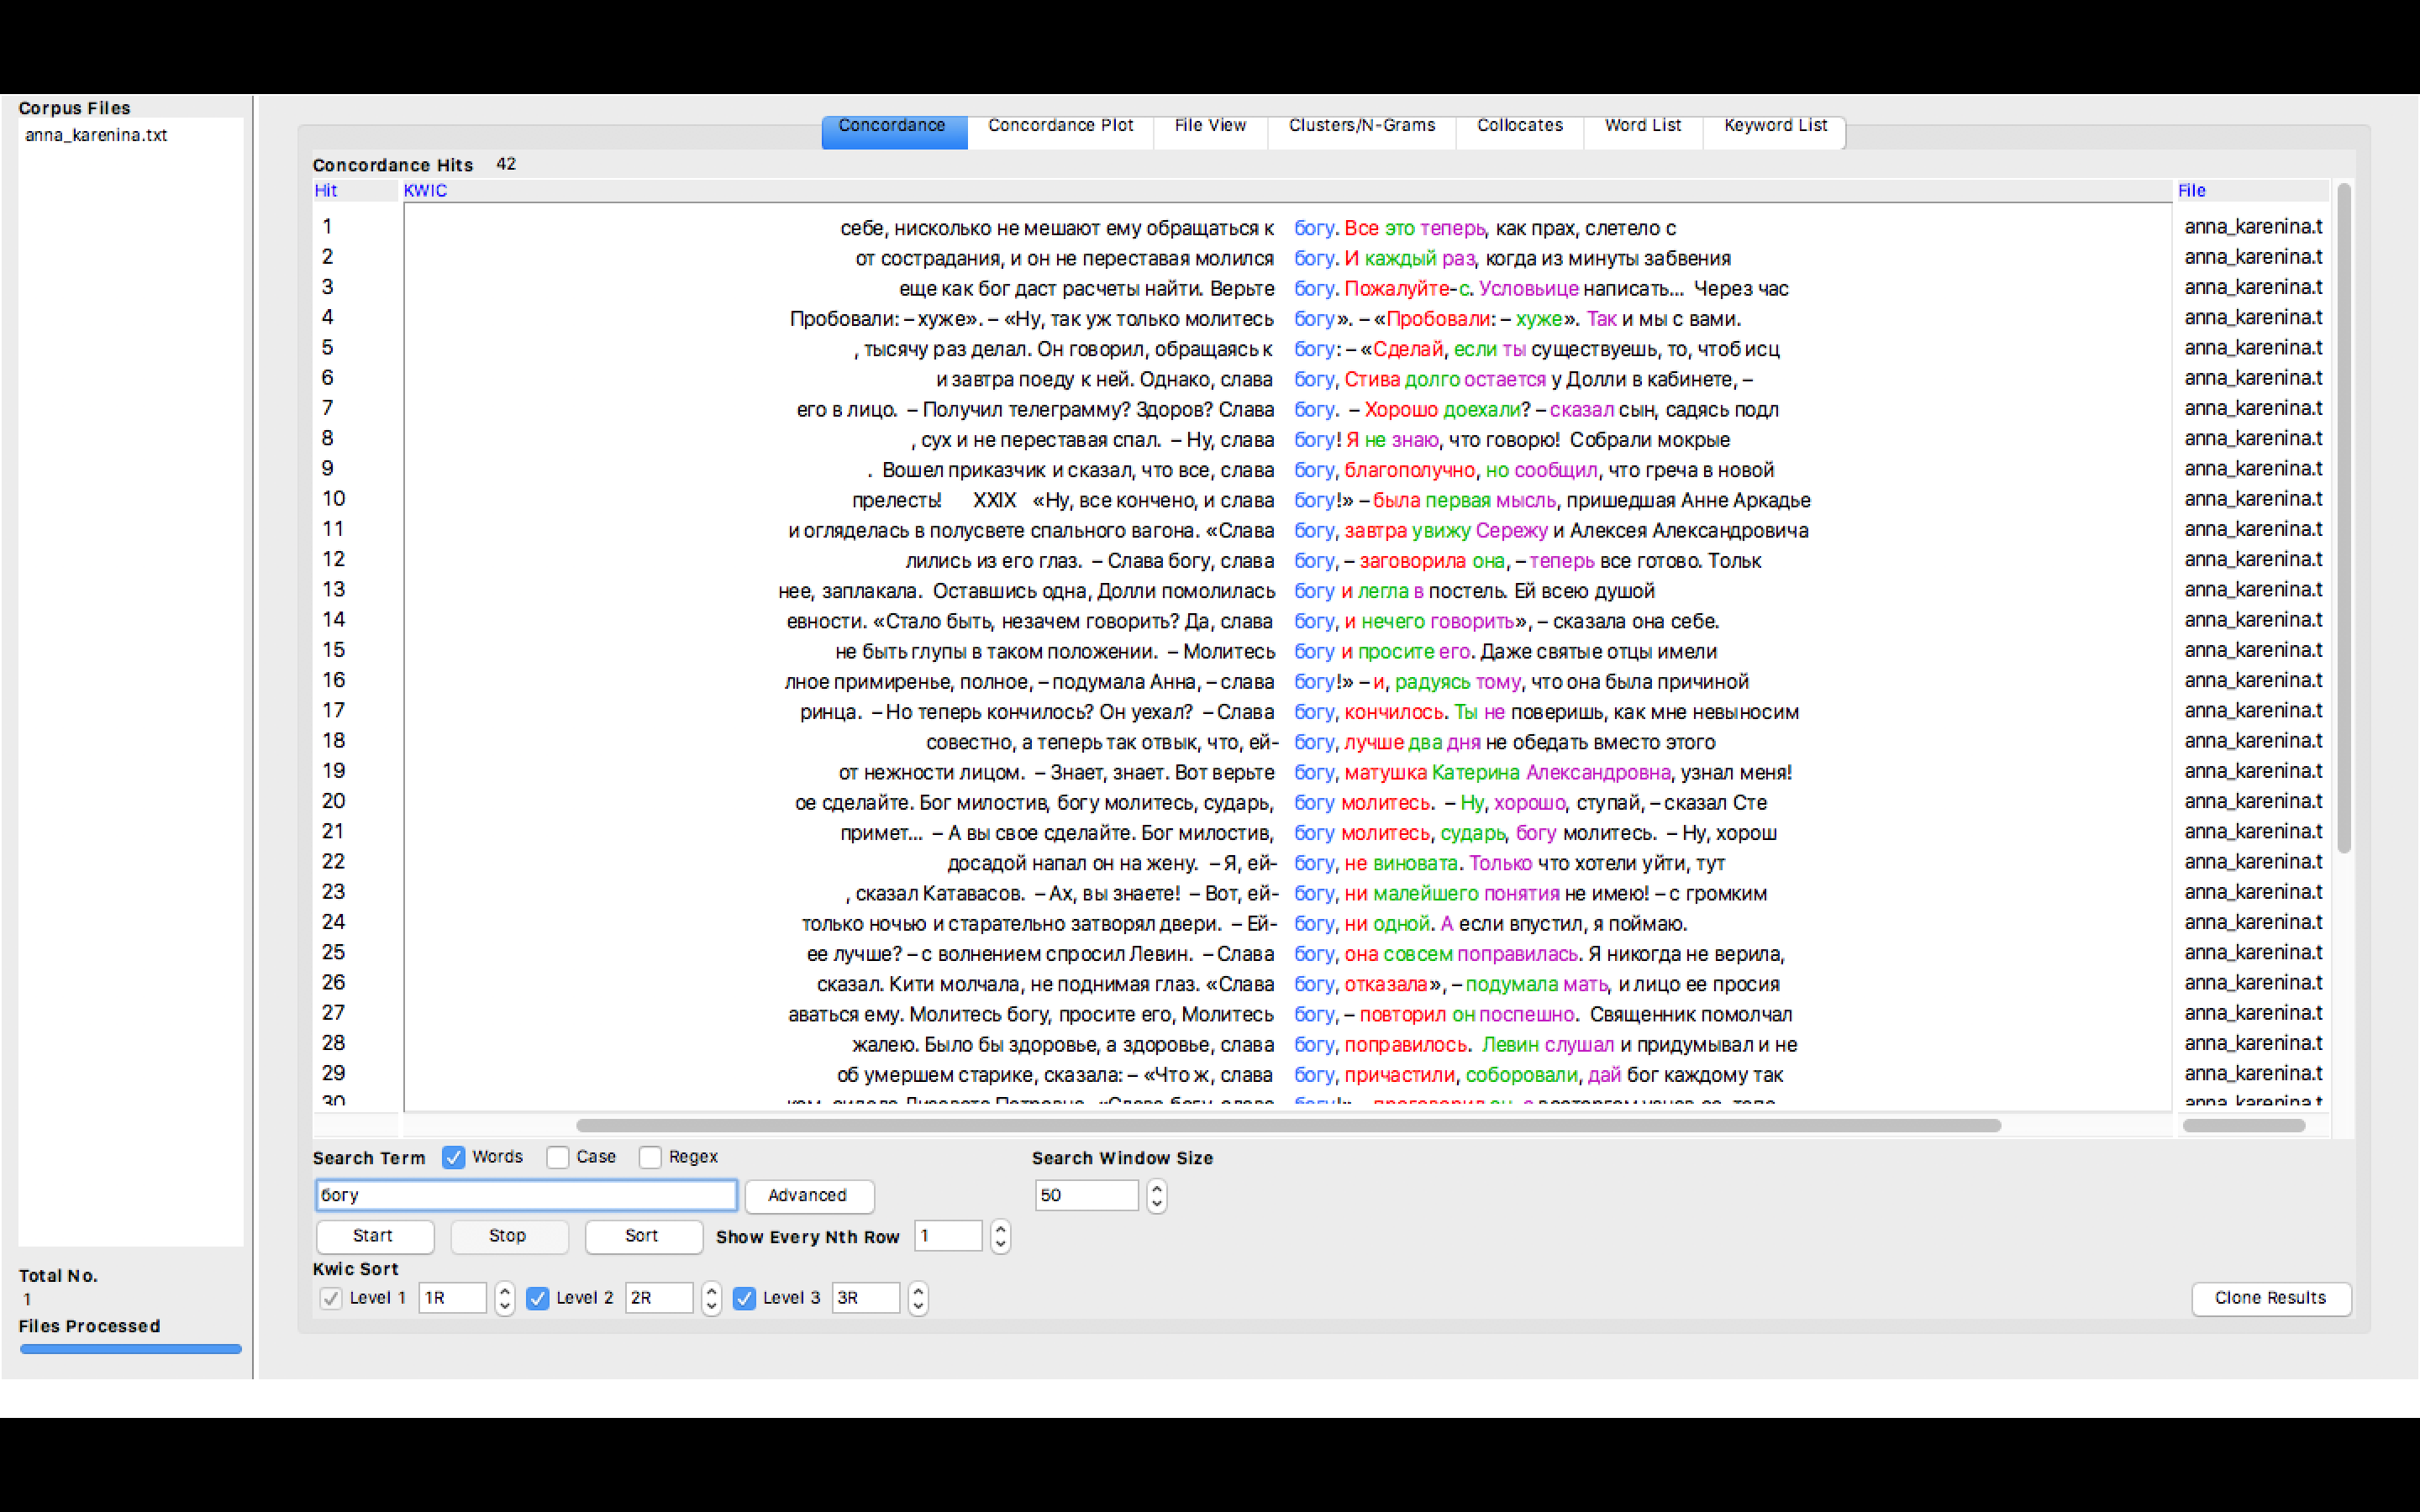 Corpus Files
anna_karenina.txt
Concordance Concordance Plot File View Clusters/N-Grams Collocates Word List Keyword List
Concordance Hits 42
Hit KWIC File
1 себе, нисколько не мешают ему обращаться к богу. Все это теперь, как прах, слетело с anna_karenina.t
2 от сострадания, и он не переставая молился богу. И каждый раз, когда из минуты забвения anna_karenina.t
3 еще как бог даст расчеты найти. Верьте богу. Пожалуйте-с. Условьице написать... Через час anna_karenina.t
4 Пробовали: – хуже». – «Ну, так уж только молитесь богу». – «Пробовали: – хуже». Так и мы с вами. anna_karenina.t
5 , тысячу раз делал. Он говорил, обращаясь к богу: – «Сделай, если ты существуешь, то, чтоб исц anna_karenina.t
6 и завтра поеду к ней. Однако, слава богу, Стива долго остается у Долли в кабинете, – anna_karenina.t
7 его в лицо. – Получил телеграмму? Здоров? Слава богу. – Хорошо доехали? – сказал сын, садясь подл anna_karenina.t
8 , сух и не переставая спал. – Ну, слава богу! Я не знаю, что говорю! Собрали мокрые anna_karenina.t
9 . Вошел приказчик и сказал, что все, слава богу, благополучно, но сообщил, что греча в новой anna_karenina.t
10 прелесть! XXIX «Ну, все кончено, и слава богу!» – была первая мысль, пришедшая Анне Аркадье anna_karenina.t
11 и огляделась в полусвете спального вагона. «Слава богу, завтра увижу Сережу и Алексея Александровича anna_karenina.t
12 лились из его глаз. – Слава богу, слава богу, – заговорила она, – теперь все готово. Тольк anna_karenina.t
13 нее, заплакала. Оставшись одна, Долли помолилась богу и легла в постель. Ей всею душой anna_karenina.t
14 евности. «Стало быть, незачем говорить? Да, слава богу, и нечего говорить», – сказала она себе. anna_karenina.t
15 не быть глупы в таком положении. – Молитесь богу и просите его. Даже святые отцы имели anna_karenina.t
16 лное примиренье, полное, – подумала Анна, – слава богу!» – и, радуясь тому, что она была причиной anna_karenina.t
17 ринца. – Но теперь кончилось? Он уехал? – Слава богу, кончилось. Ты не поверишь, как мне невыносим anna_karenina.t
18 совестно, а теперь так отвык, что, ей- богу, лучше два дня не обедать вместо этого anna_karenina.t
19 от нежности лицом. – Знает, знает. Вот верьте богу, матушка Катерина Александровна, узнал меня! anna_karenina.t
20 ое сделайте. Бог милостив, богу молитесь, сударь, богу молитесь. – Ну, хорошо, ступай, – сказал Сте anna_karenina.t
21 примет... – А вы свое сделайте. Бог милостив, богу молитесь, сударь, богу молитесь. – Ну, хорош anna_karenina.t
22 досадой напал он на жену. – Я, ей- богу, не виновата. Только что хотели уйти, тут anna_karenina.t
23 , сказал Катавасов. – Ах, вы знаете! – Вот, ей- богу, ни малейшего понятия не имею! – с громким anna_karenina.t
24 только ночью и старательно затворял двери. – Ей- богу, ни одной. А если впустил, я поймаю. anna_karenina.t
25 ее лучше? – с волнением спросил Левин. – Слава богу, она совсем поправилась. Я никогда не верила, anna_karenina.t
26 сказал. Кити молчала, не поднимая глаз. «Слава богу, отказала», – подумала мать, и лицо ее просия anna_karenina.t
27 аваться ему. Молитесь богу, просите его, Молитесь богу, – повторил он поспешно. Священник помолчал anna_karenina.t
28 жалею. Было бы здоровье, а здоровье, слава богу, поправилось. Левин слушал и придумывал и не anna_karenina.t
29 об умершем старике, сказала: – «Что ж, слава богу, причастили, соборовали, дай бог каждому так anna_karenina.t
30
Search Term Words Case Regex Search Window Size
богу Advanced 50
Start Stop Sort Show Every Nth Row 1
Kwic Sort
Level 1 1R Level 2 2R Level 3 3R Clone Results
Total No.
1
Files Processed